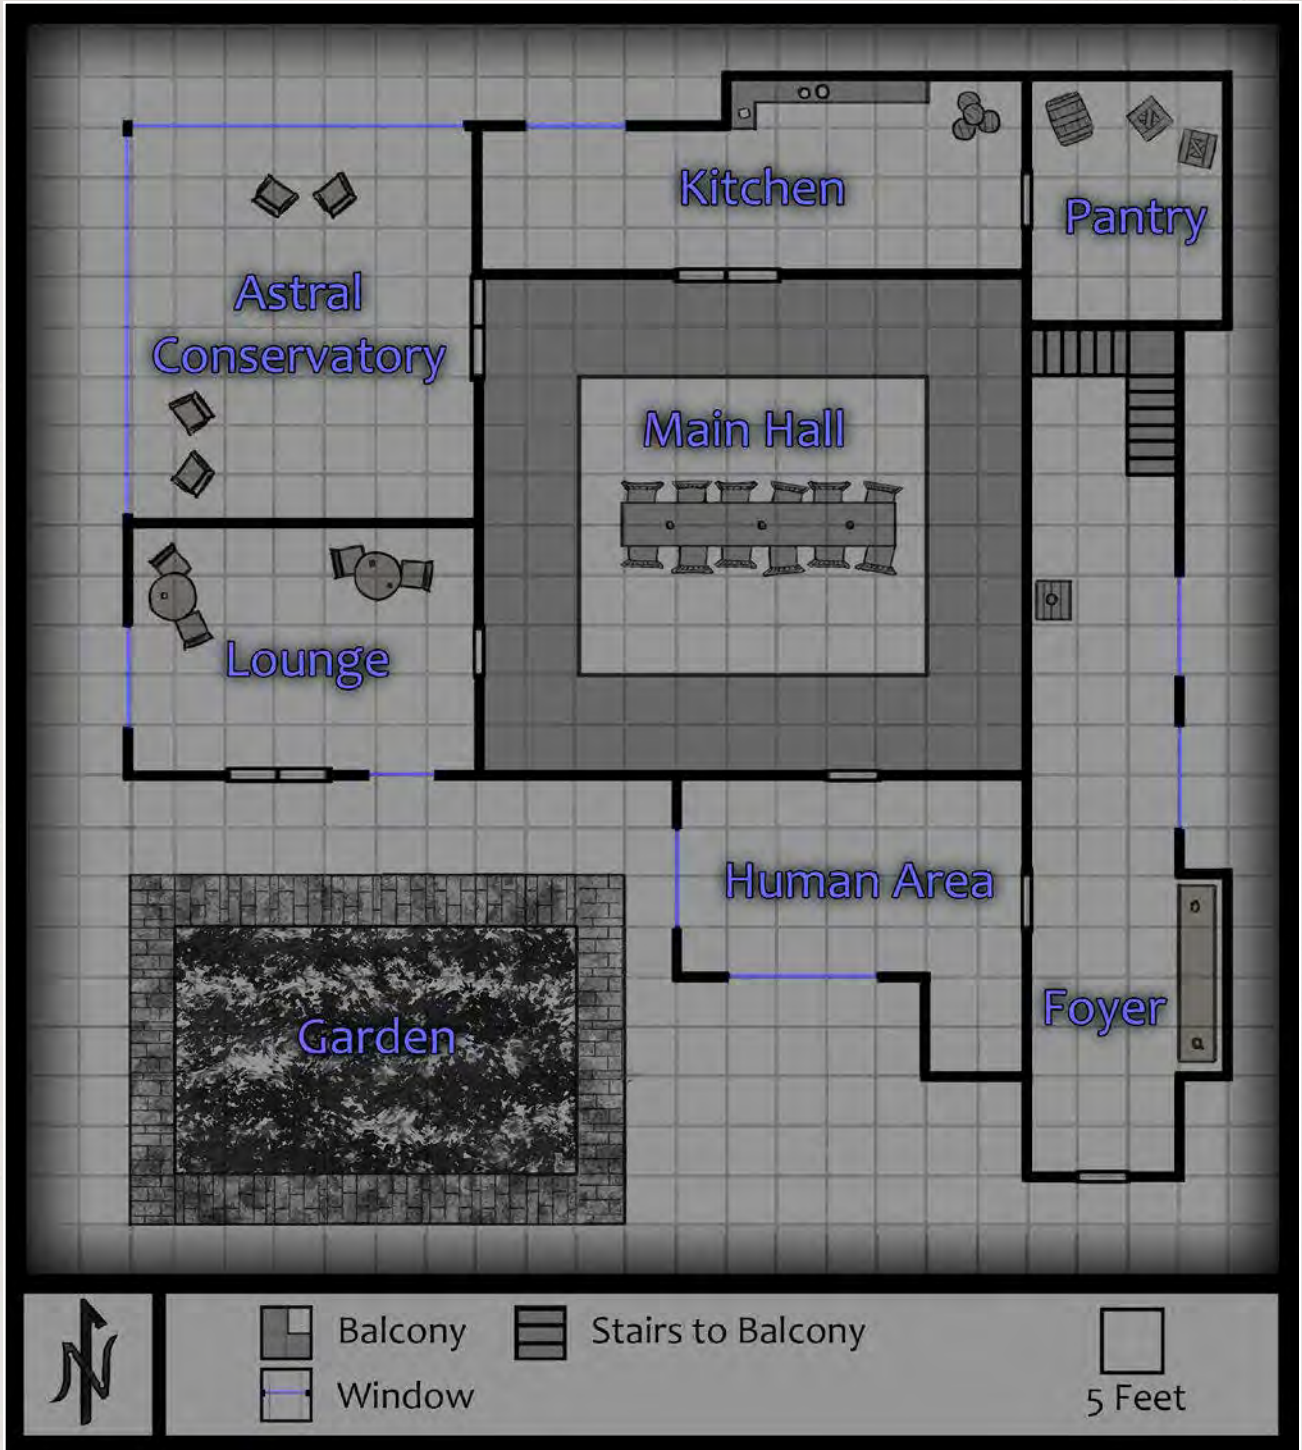 Kitchen
Pantry
Astral
Conservatory
Main Hall
Lounge
Human Area
Foyer
Garden
N
Balcony
Stairs to Balcony
Window
5 Feet